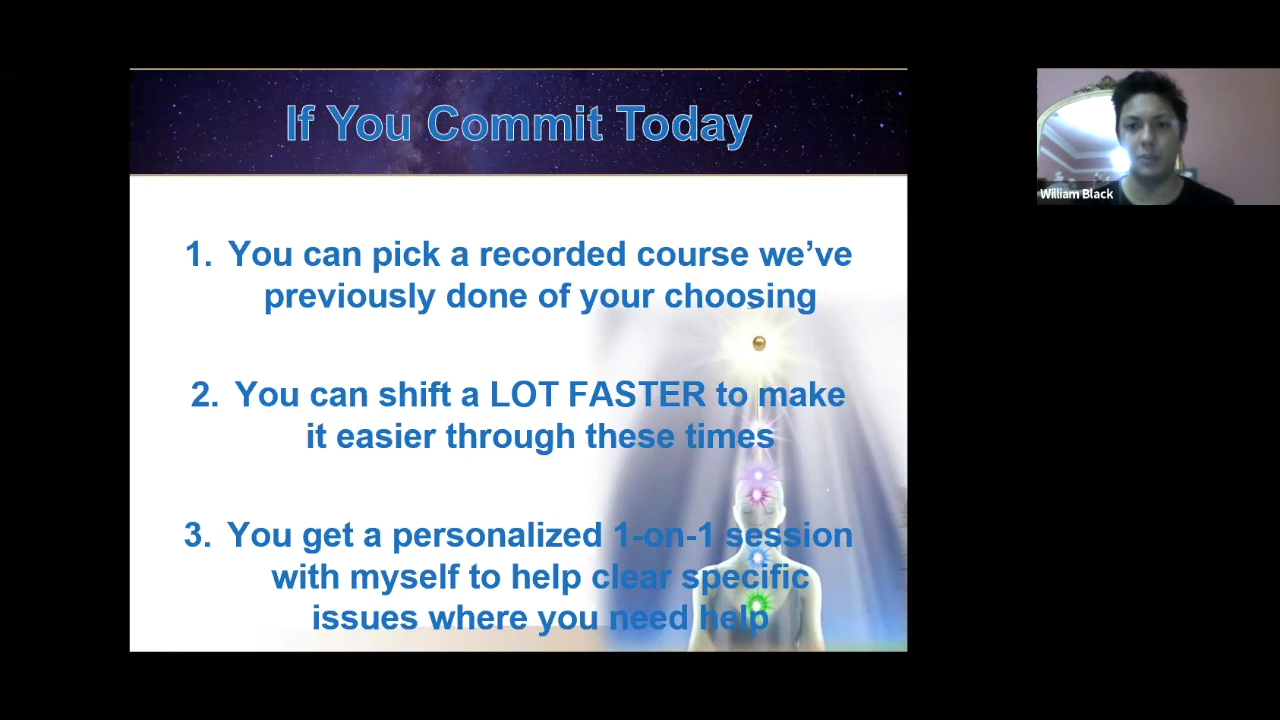 If You Commit Today
1. You can pick a recorded course we’ve
previously done of your choosing
2. You can shift a LOT FASTER to make
it easier through these times
3. You get a personalized 1-on-1 session
with myself to help clear specific
issues where you need help
William Black